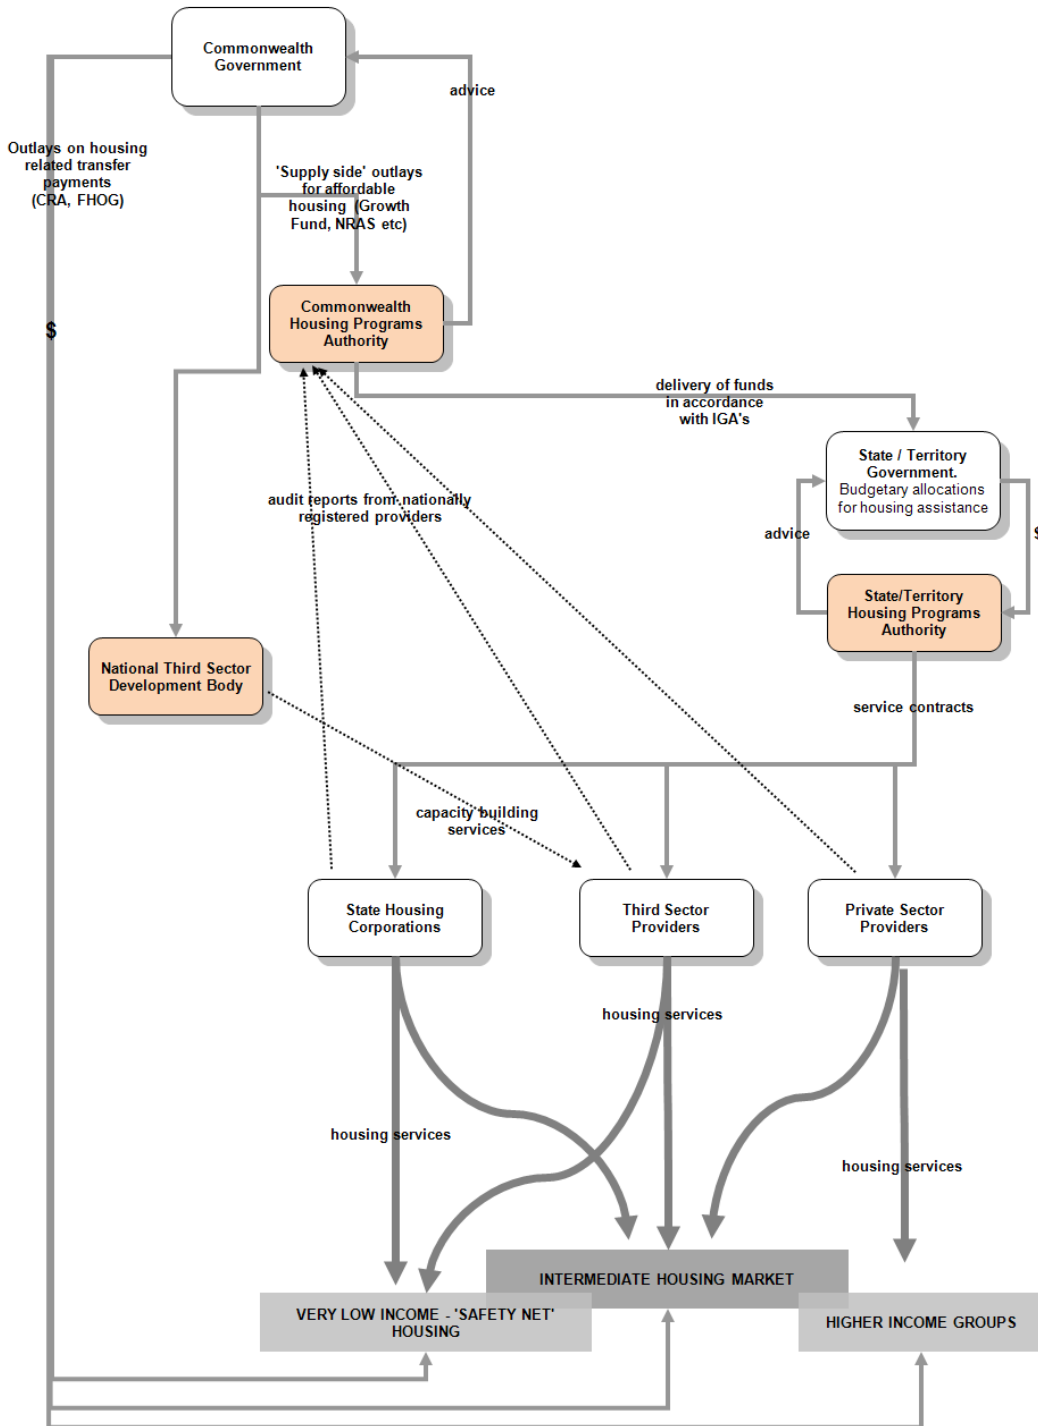 Commonwealth
Government
advice
Outlays on housing
related transfer
payments
(CRA, FHOG)
'Supply side' outlays
for affordable
housing (Growth
Fund, NRAS etc)
$
Commonwealth
Housing Programs
Authority
delivery of funds
in accordance
with IGA's
State / Territory
Government.
Budgetary allocations
for housing assistance
audit reports from nationally
registered providers
advice
$
State/Territory
Housing Programs
Authority
National Third Sector
Development Body
service contracts
capacity building
services
State Housing
Corporations
Third Sector
Providers
Private Sector
Providers
housing services
housing services
housing services
INTERMEDIATE HOUSING MARKET
VERY LOW INCOME - 'SAFETY NET'
HOUSING
HIGHER INCOME GROUPS